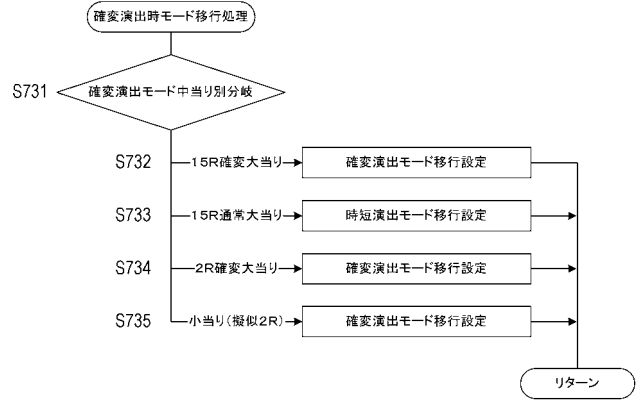 確変演出時モード移行処理
S731
確変演出モード中当り別分岐
S732
15R確変大当り
確変演出モード移行設定
S733
15R通常大当り
時短演出モード移行設定
S734
2R確変大当り
確変演出モード移行設定
S735
小当り(擬似2R)
確変演出モード移行設定
リターン